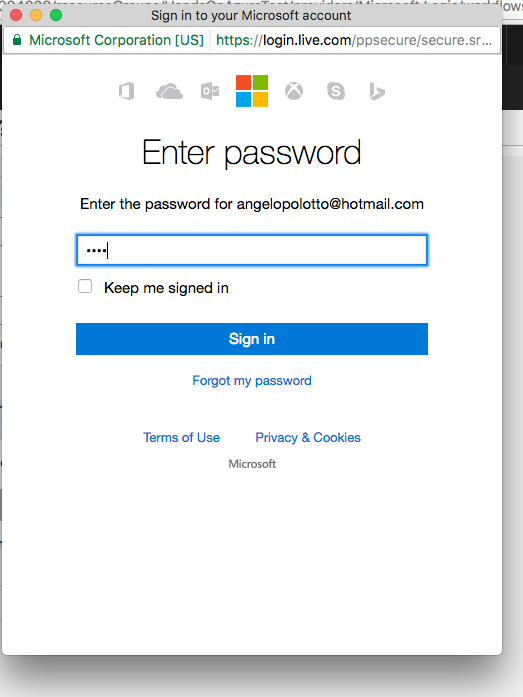 Sign in to your Microsoft account
Microsoft Corporation [US] https://login.live.com/ppsecure/secure.sr...
Enter password
Enter the password for angelopolotto@hotmail.com
••••
Keep me signed in
Sign in
Forgot my password
Terms of Use Privacy & Cookies
Microsoft